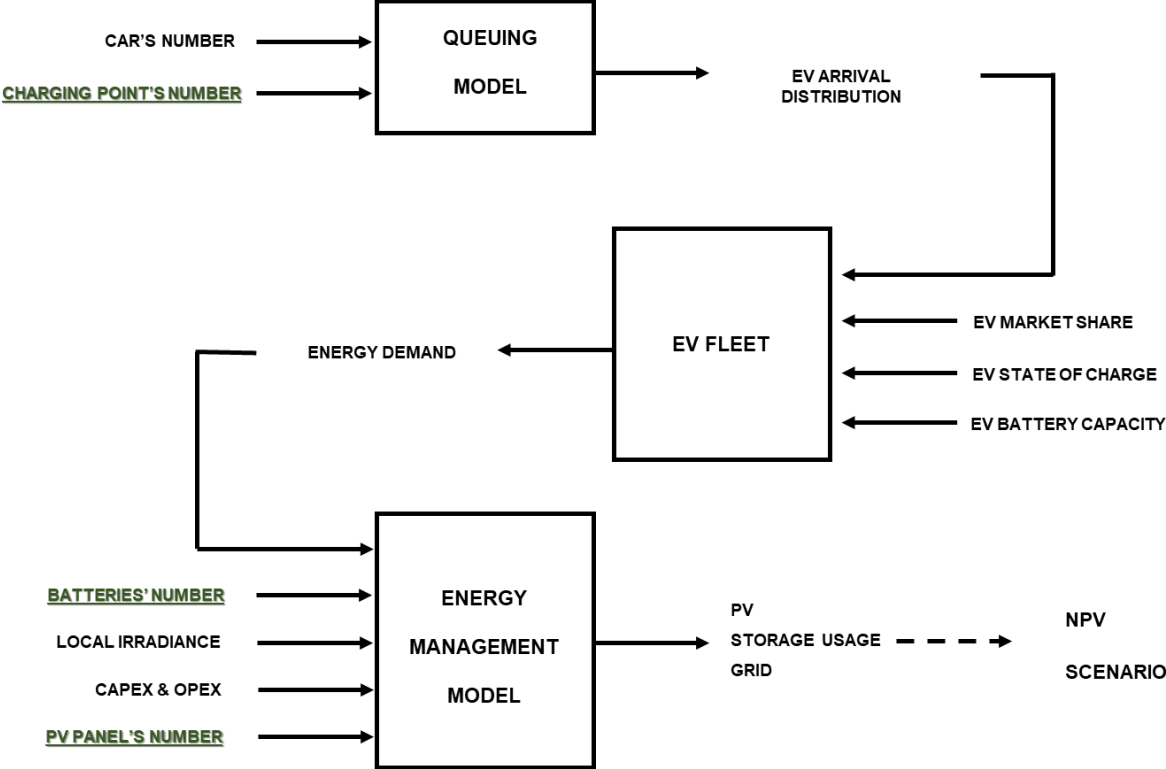 CAR’S NUMBER
CHARGING POINT’S NUMBER
QUEUING
MODEL
EV ARRIVAL
DISTRIBUTION
EV FLEET
EV MARKET SHARE
EV STATE OF CHARGE
EV BATTERY CAPACITY
ENERGY DEMAND
BATTERIES’ NUMBER
LOCAL IRRADIANCE
CAPEX & OPEX
PV PANEL’S NUMBER
ENERGY
MANAGEMENT
MODEL
PV
STORAGE USAGE
GRID
NPV
SCENARIO